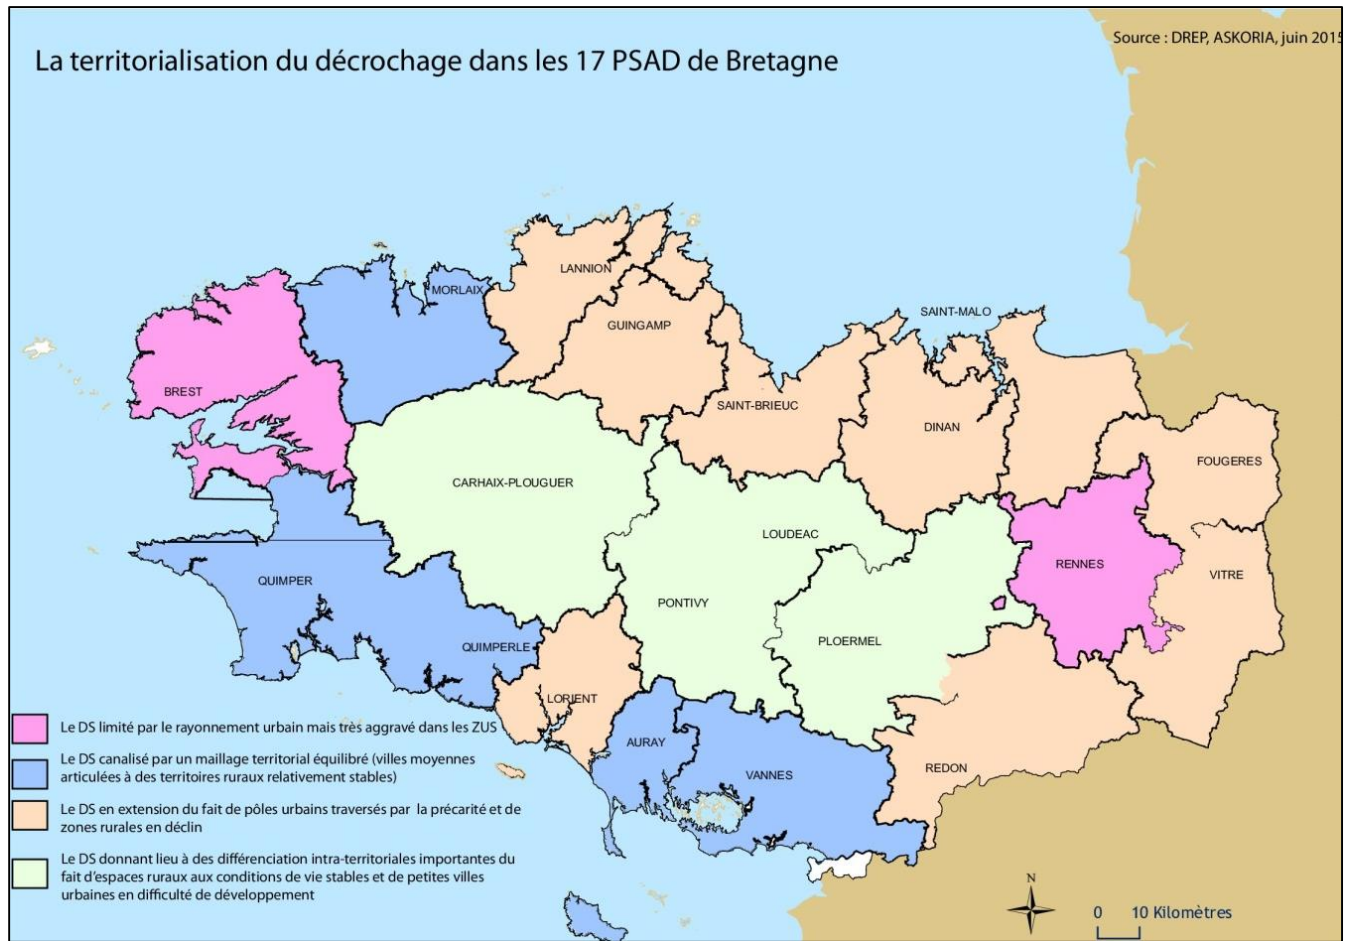 Source : DREP, ASKORIA, juin 2015
La territorialisation du décrochage dans les 17 PSAD de Bretagne
LANNION
MORLAIX
SAINT-MALO
GUINGAMP
BREST
SAINT-BRIEUC
DINAN
FOUGERES
CARHAIX-PLOUGUER
LOUDEAC
RENNES
VITRE
QUIMPER
PONTIVY
PLOERMEL
QUIMPERLE
LORIENT
AURAY
VANNES
REDON
Le DS limité par le rayonnement urbain mais très aggravé dans les ZUS
Le DS canalisé par un maillage territorial équilibré (villes moyennes
articulées à des territoires ruraux relativement stables)
Le DS en extension du fait de pôles urbains traversés par la précarité et de
zones rurales en déclin
Le DS donnant lieu à des différenciation intra-territoriales importantes du
fait d'espaces ruraux aux conditions de vie stables et de petites villes
urbaines en difficulté de développement
N
0 10 Kilomètres